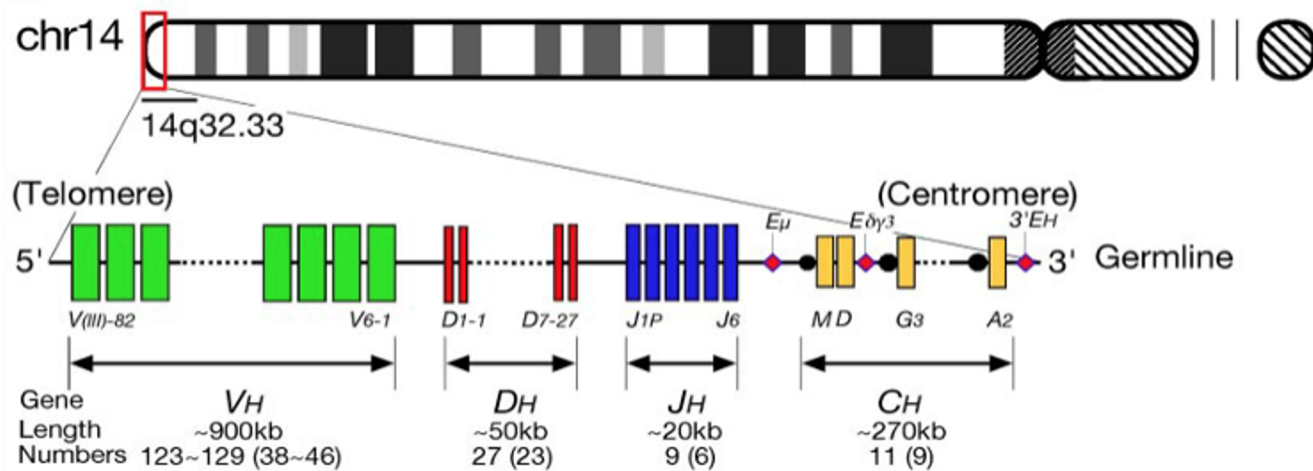 chr14
14q32.33
(Telomere) (Centromere)
Eμ Eδγ3 3'EH
5' 3' Germline
V(III)-82 V6-1 D1-1 D7-27 J1P J6 M D G3 A2
Gene VH DH JH CH
Length ~900kb ~50kb ~20kb ~270kb
Numbers 123~129 (38~46) 27 (23) 9 (6) 11 (9)